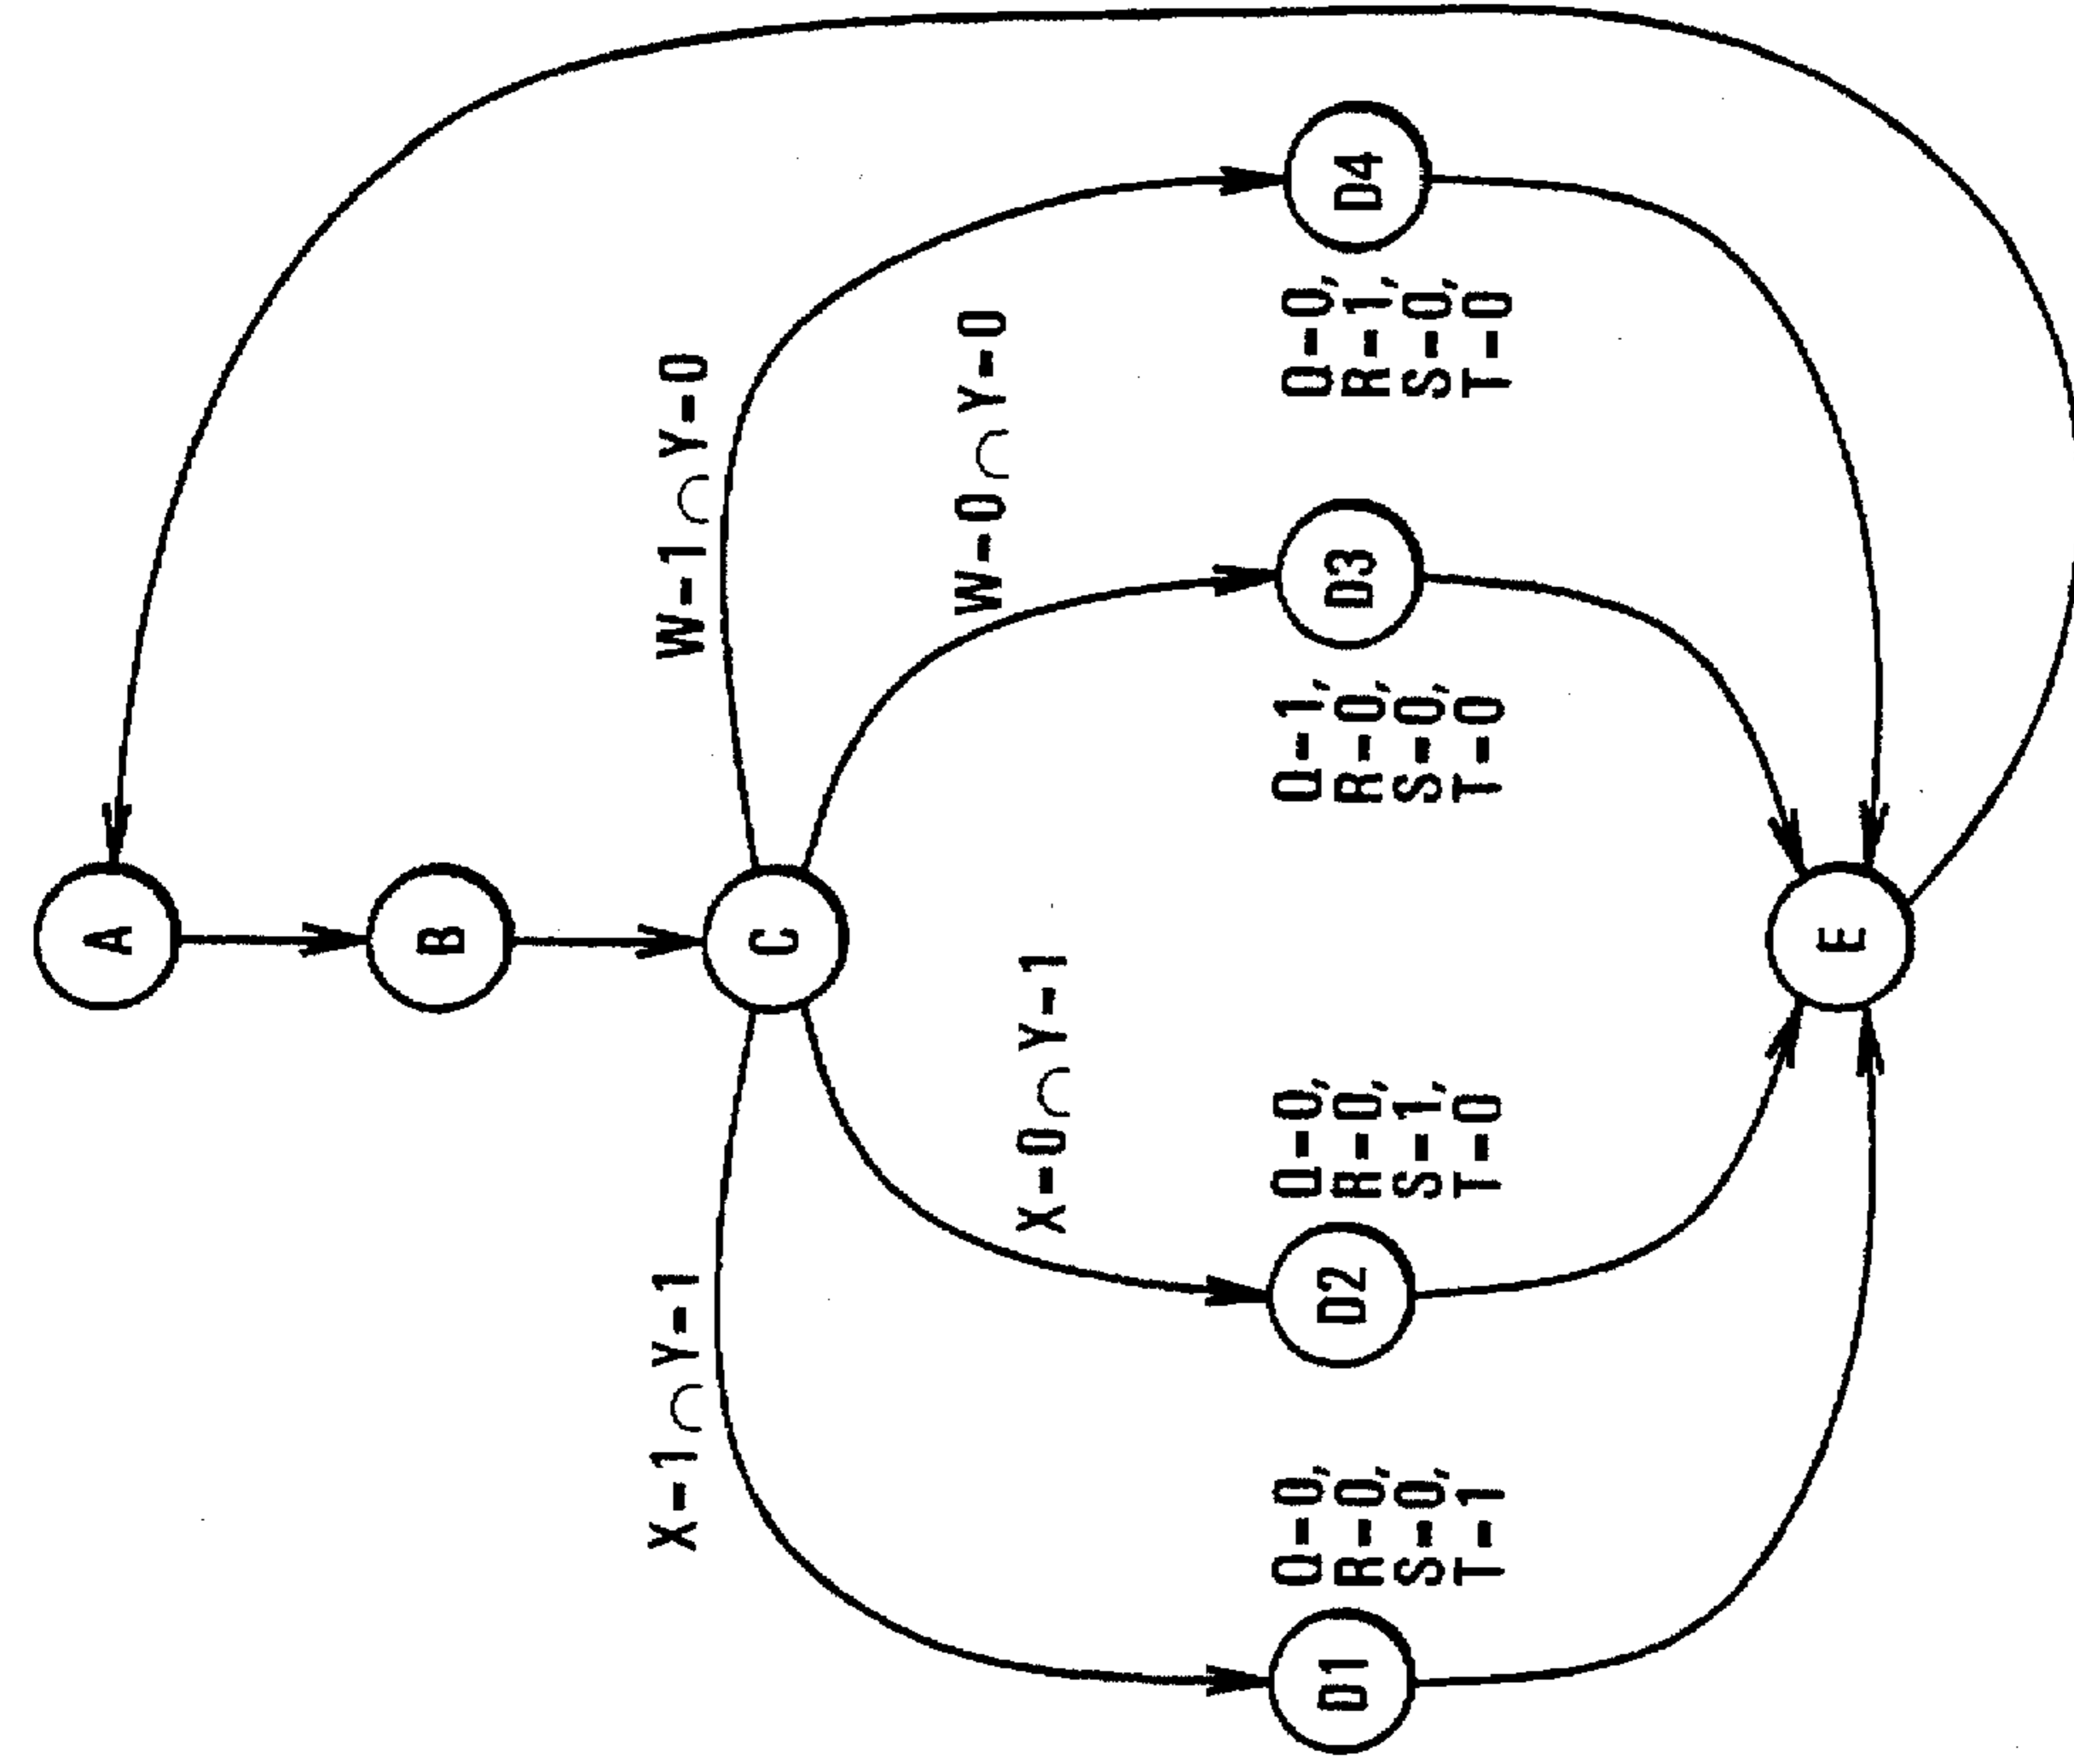 A
B
X-1∩Y-1
W-1∩Y-0
C
W-0∩Y-0
X-0∩Y-1
D1
Q-0,
R-0,
S-0,
T-1
D2
Q-0,
R-0,
S-1,
T-0
D3
Q-1,
R-0,
S-0,
T-0
D4
Q-0,
R-1,
S-0,
T-0
E